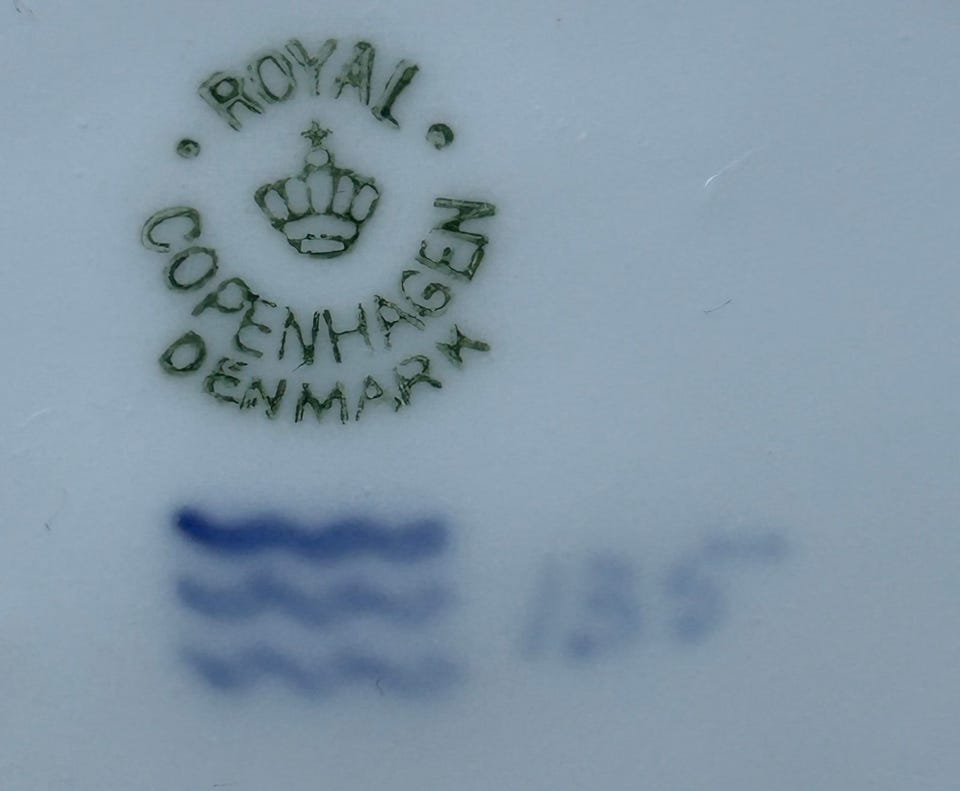 ROYAL
COPENHAGEN
DENMARK
135